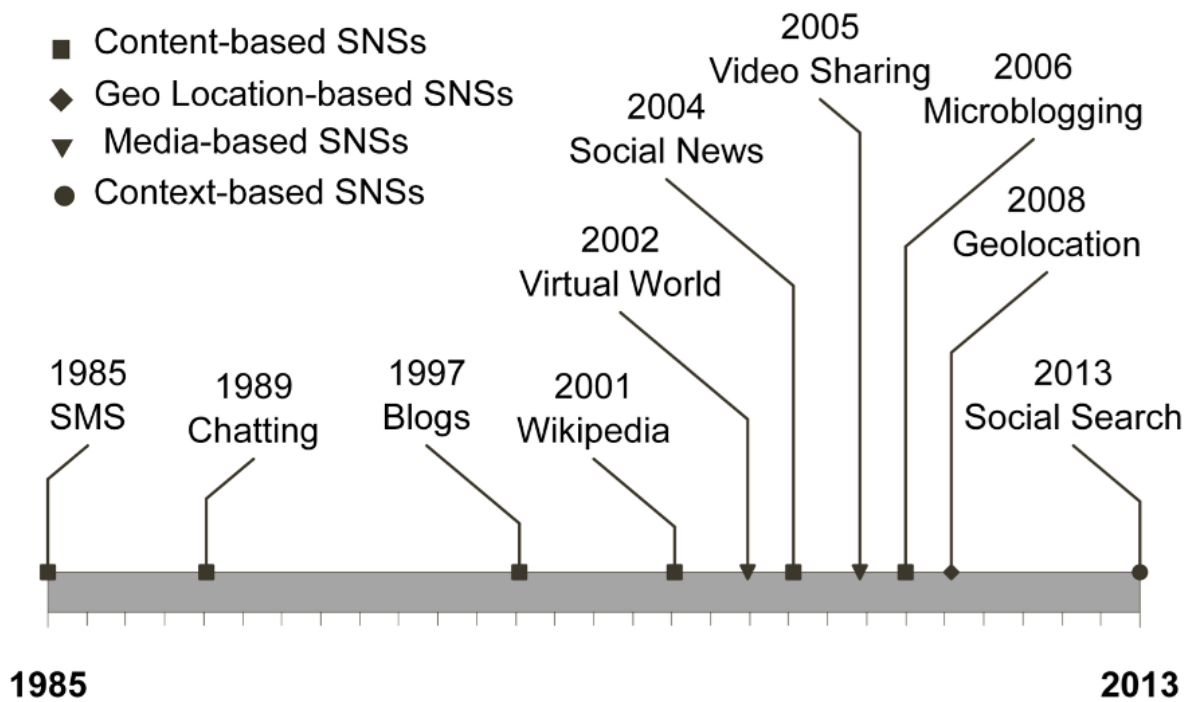 Content-based SNSs
Geo Location-based SNSs
Media-based SNSs
Context-based SNSs
2005
Video Sharing
2006
Microblogging
2004
Social News
2008
Geolocation
2002
Virtual World
1985
SMS
1989
Chatting
1997
Blogs
2001
Wikipedia
2013
Social Search
1985
2013